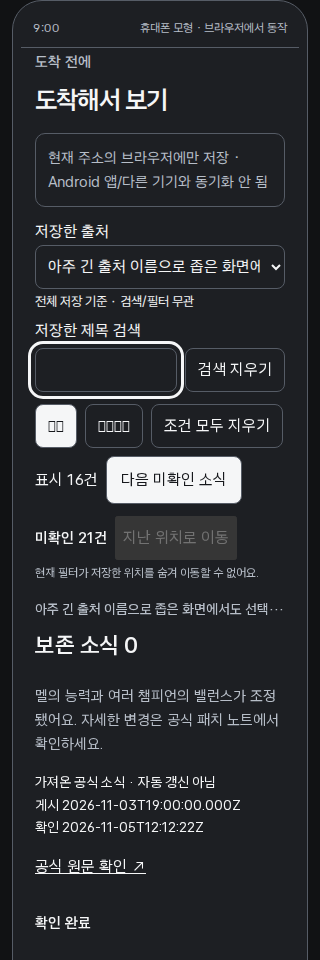 9:00 휴대폰 모형 · 브라우저에서 동작
도착 전에
도착해서 보기
현재 주소의 브라우저에만 저장 ·
Android 앱/다른 기기와 동기화 안 됨
저장한 출처
아주 긴 출처 이름으로 좁은 화면에
전체 저장 기준 · 검색/필터 무관
저장한 제목 검색
검색 지우기
조건 모두 지우기
표시 16건 다음 미확인 소식
미확인 21건 지난 위치로 이동
현재 필터가 저장한 위치를 숨겨 이동할 수 없어요.
아주 긴 출처 이름으로 좁은 화면에서도 선택…
보존 소식 0
멜의 능력과 여러 챔피언의 밸런스가 조정
됐어요. 자세한 변경은 공식 패치 노트에서
확인하세요.
가져온 공식 소식 · 자동 갱신 아님
게시 2026-11-03T19:00:00.000Z
확인 2026-11-05T12:12:22Z
공식 원문 확인 ↗
확인 완료